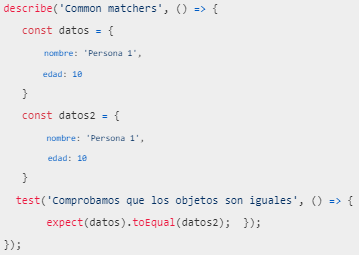 describe('Common matchers', () => {
const datos = {
nombre: 'Persona 1',
edad: 10
}
const datos2 = {
nombre: 'Persona 1',
edad: 10
}
test('Comprobamos que los objetos son iguales', () => {
expect(datos).toEqual(datos2); });
});